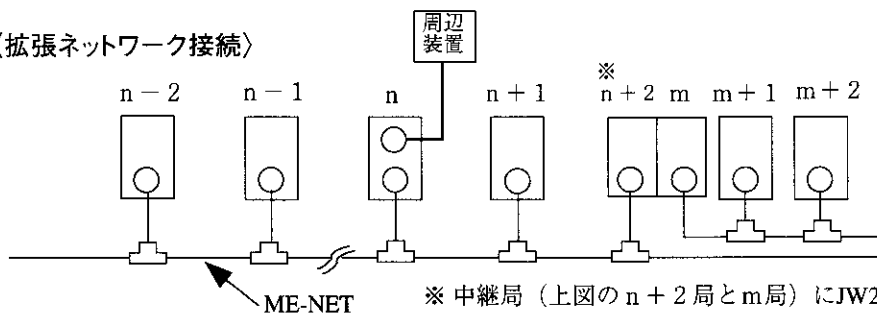 〈拡張ネットワーク接続〉
周辺
装置
※
n－2 n－1 n n＋1 n＋2 m m＋1 m＋2
ME-NET
※ 中継局（上図のn＋2局とm局）にJW2